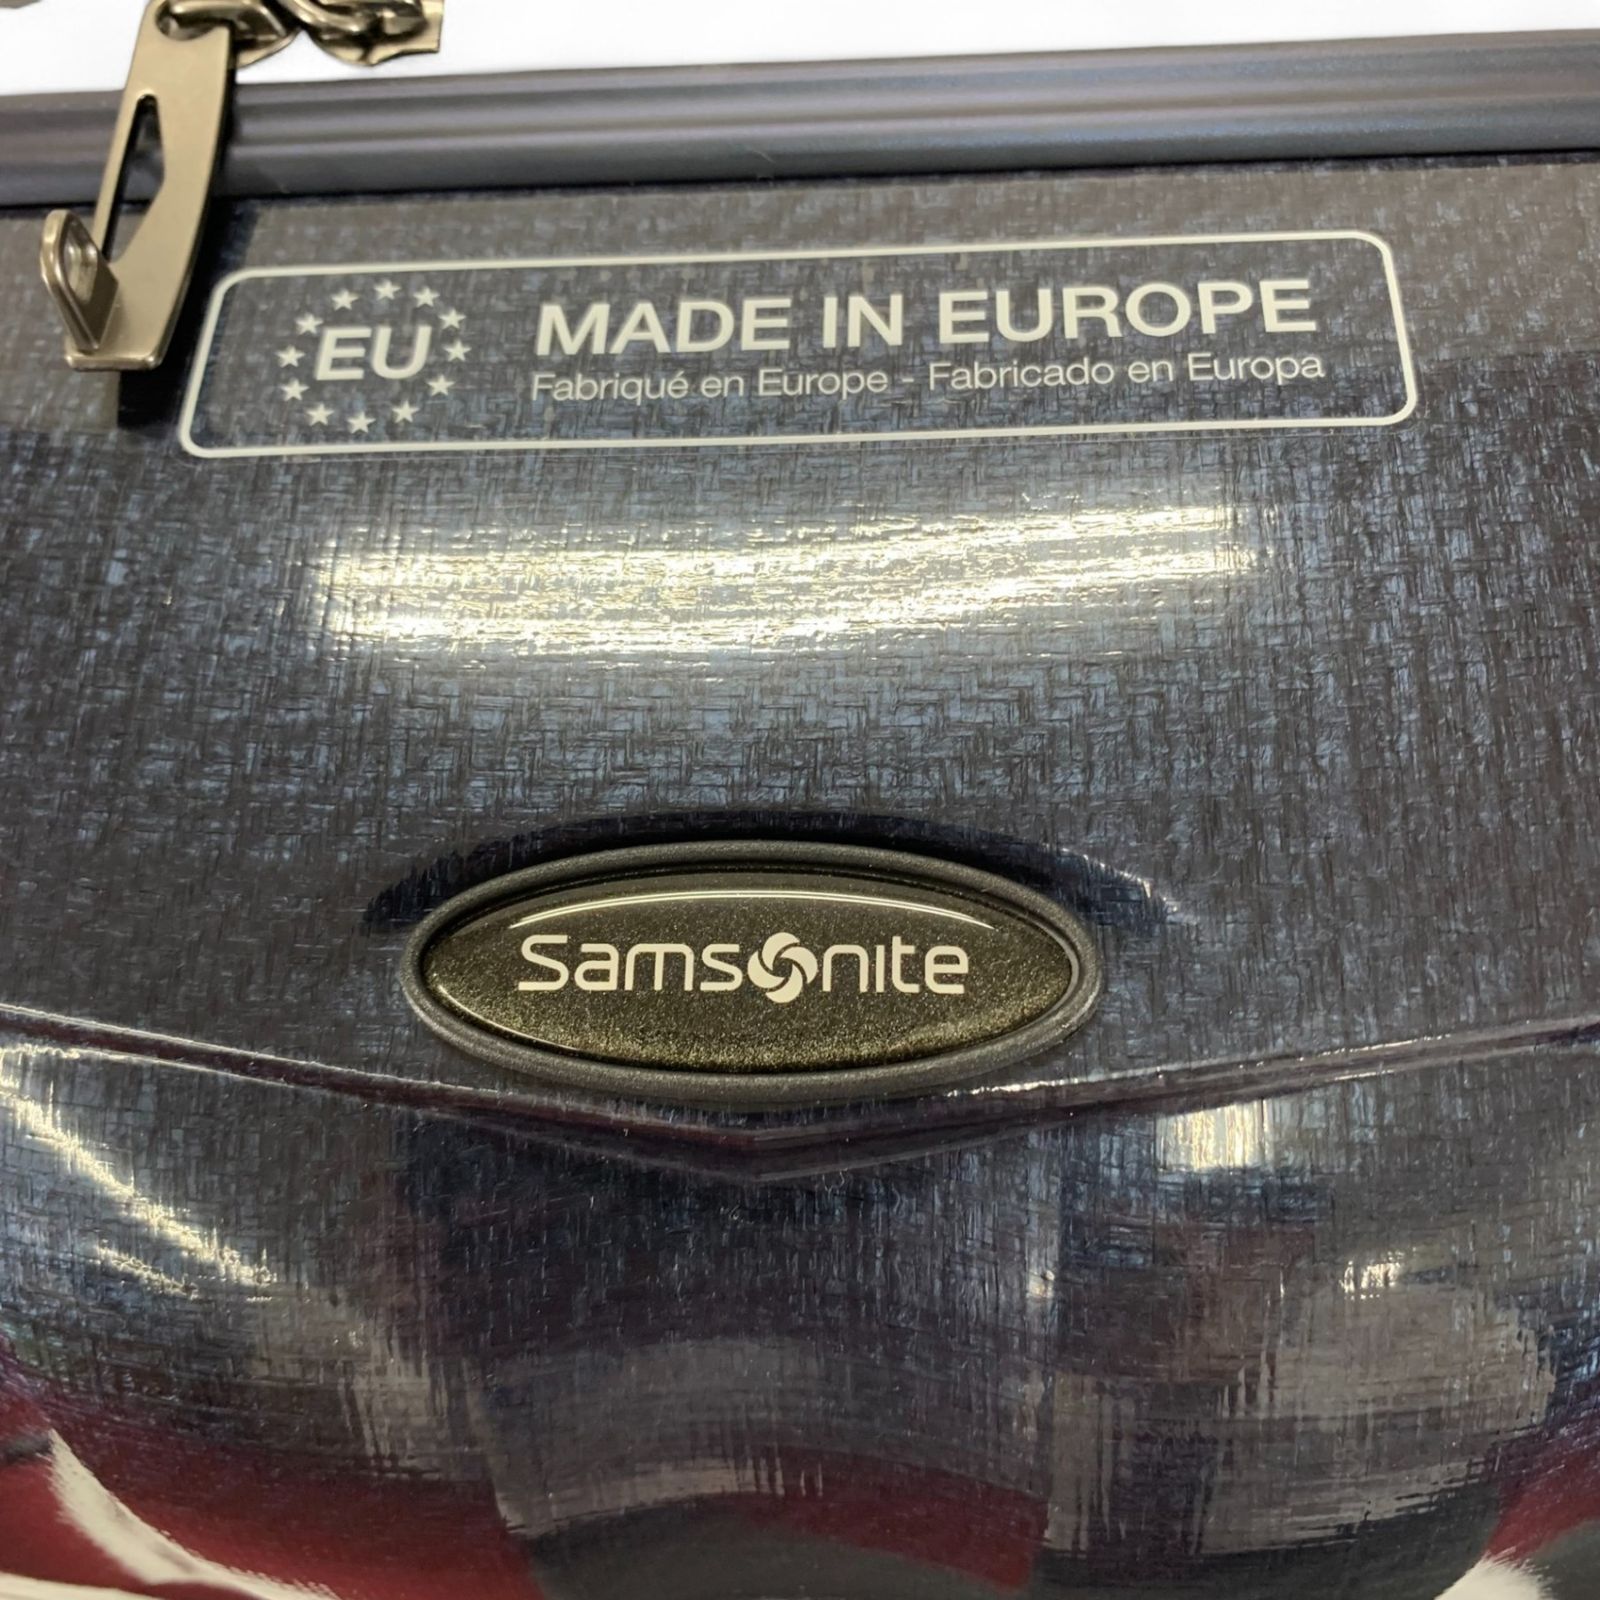 EU
MADE IN EUROPE
Fabriqué en Europe - Fabricado en Europa
Samsonite